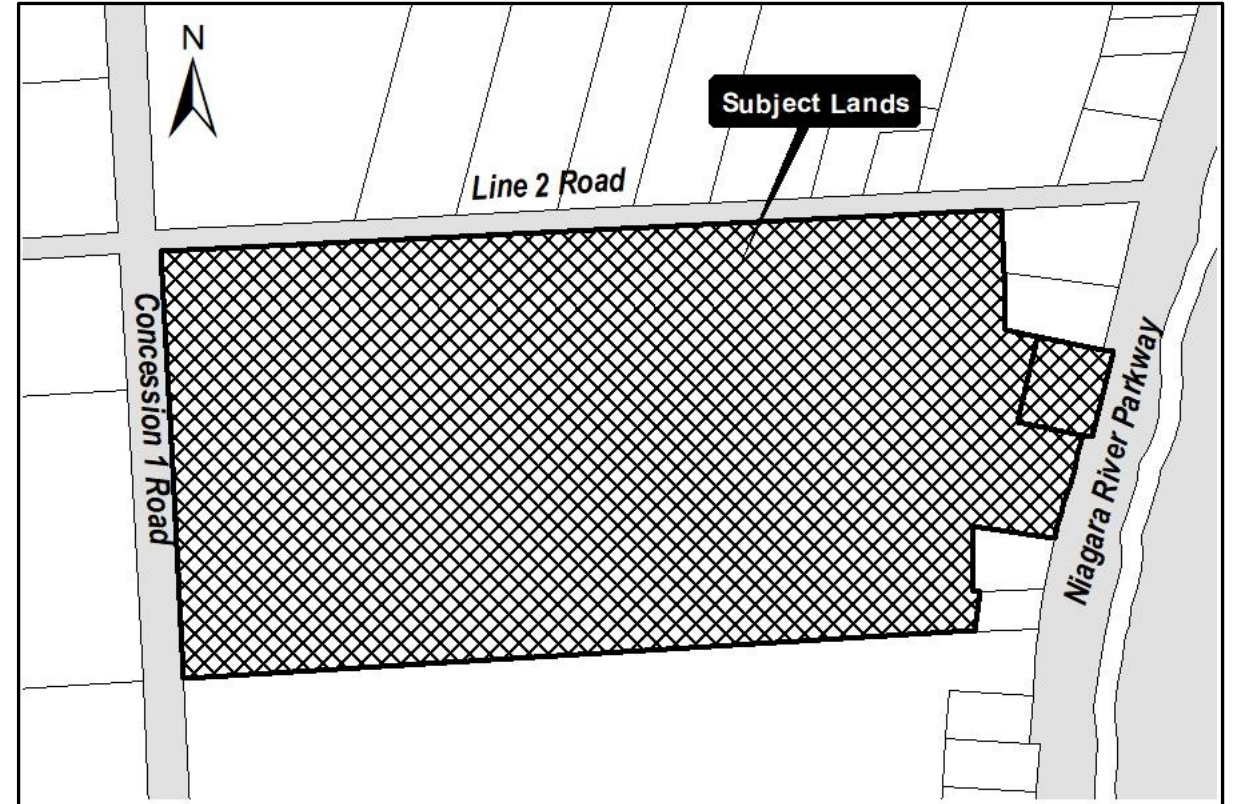 N
Subject Lands
Line 2 Road
Concession 1 Road
Niagara River Parkway